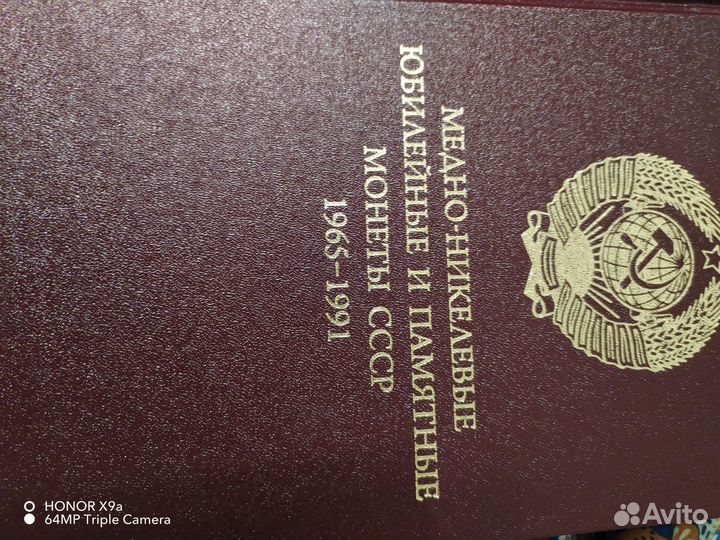 МЕДНО-НИКЕЛЕВЫЕ
ЮБИЛЕЙНЫЕ И ПАМЯТНЫЕ
МОНЕТЫ СССР
1965-1991
HONOR X9a
64MP Triple Camera
Avito